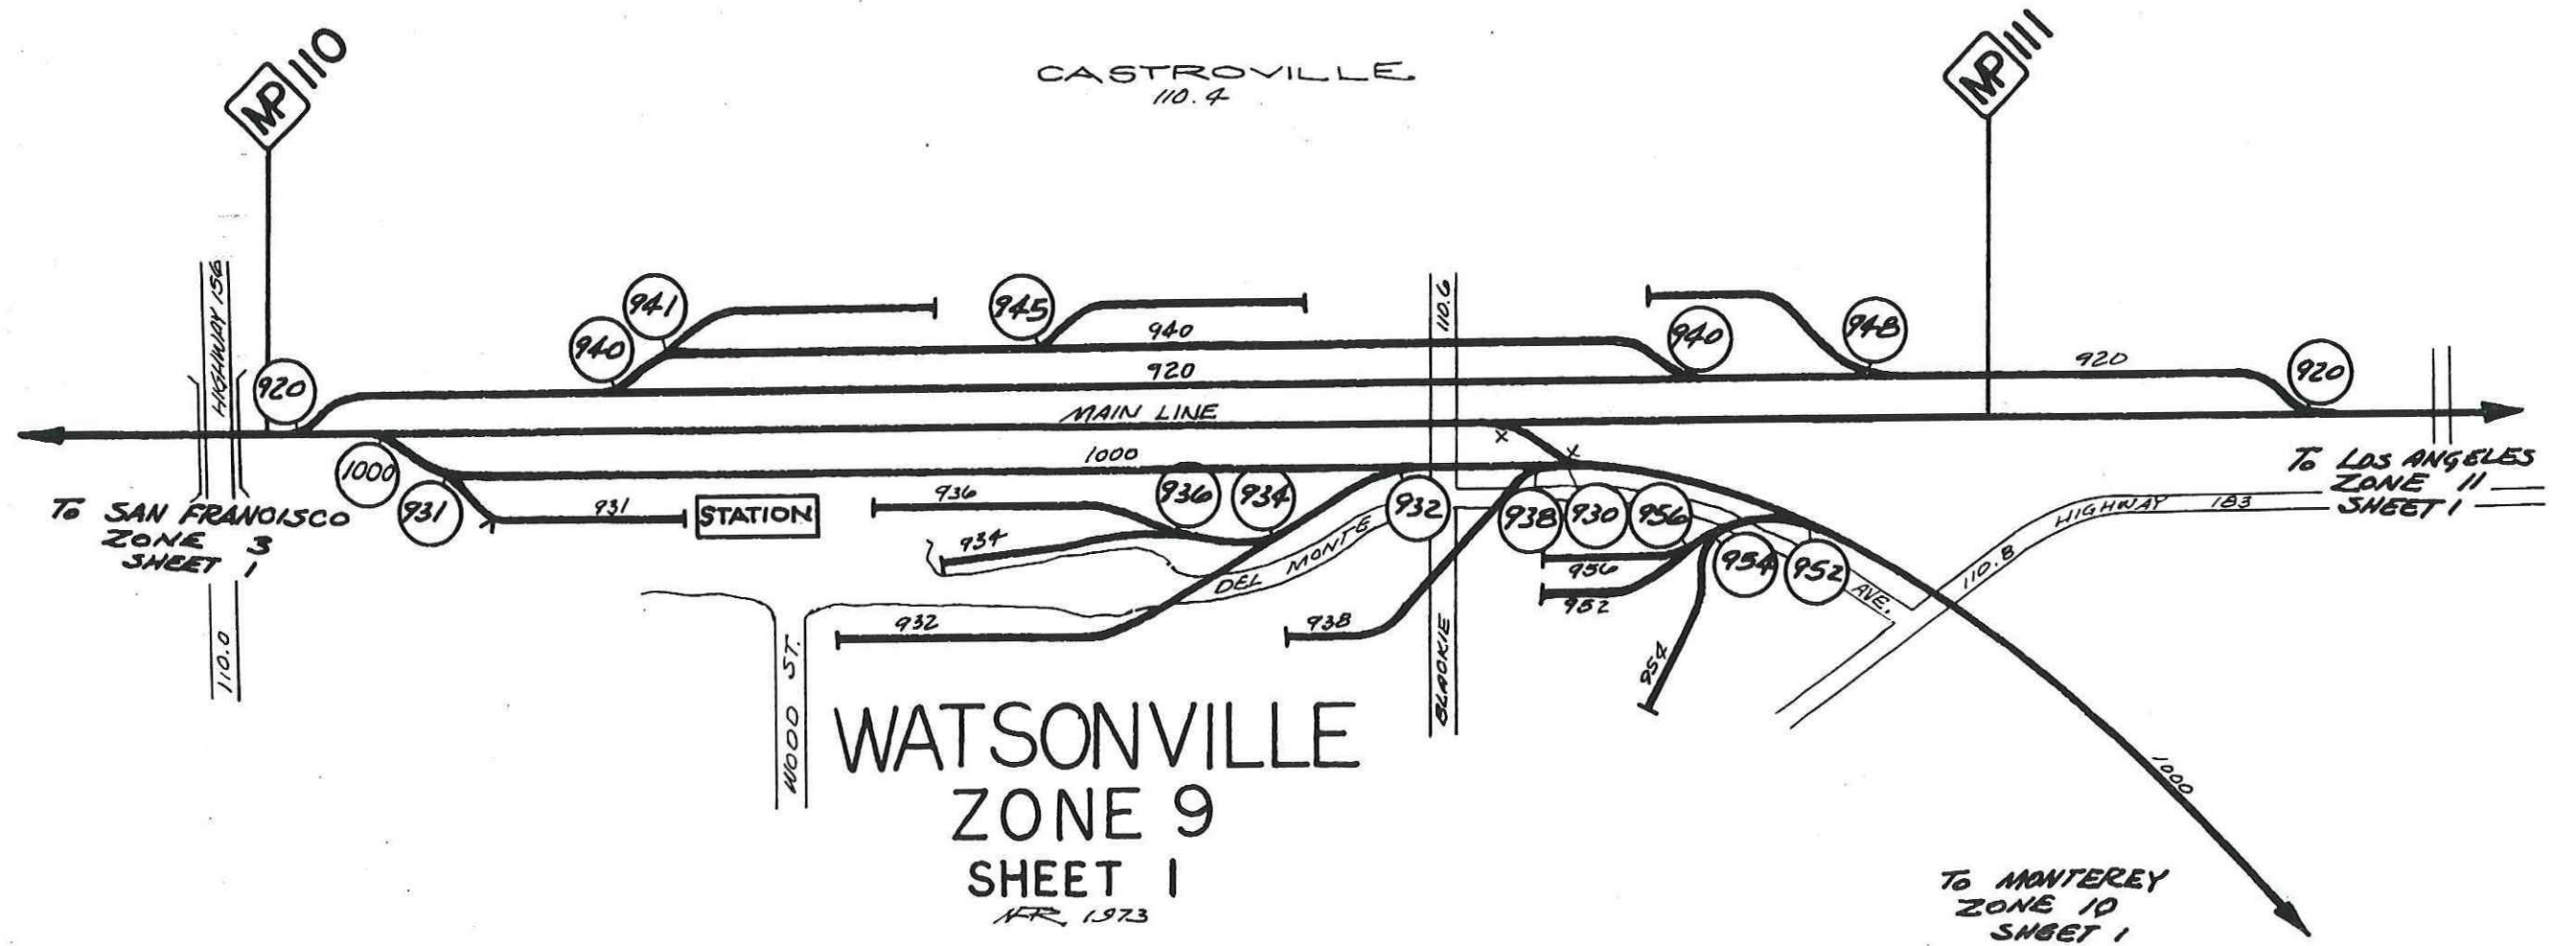 MP 110
CASTROVILLE
110.4
MP 111
HIGHWAY 156
110.6
941
945
940
940
940
948
920
920
920
920
MAIN LINE
1000
1000
931
931
STATION
936
936
934
934
932
938
930
956
954
952
TO SAN FRANCISCO
ZONE 3
SHEET 1
TO LOS ANGELES
ZONE 11
SHEET 1
HIGHWAY 183
110.8
DEL MONTE
AVE.
956
952
954
932
938
110.0
WOOD ST.
BLACKIE
WATSONVILLE
ZONE 9
SHEET 1
1973
1000
TO MONTEREY
ZONE 10
SHEET 1